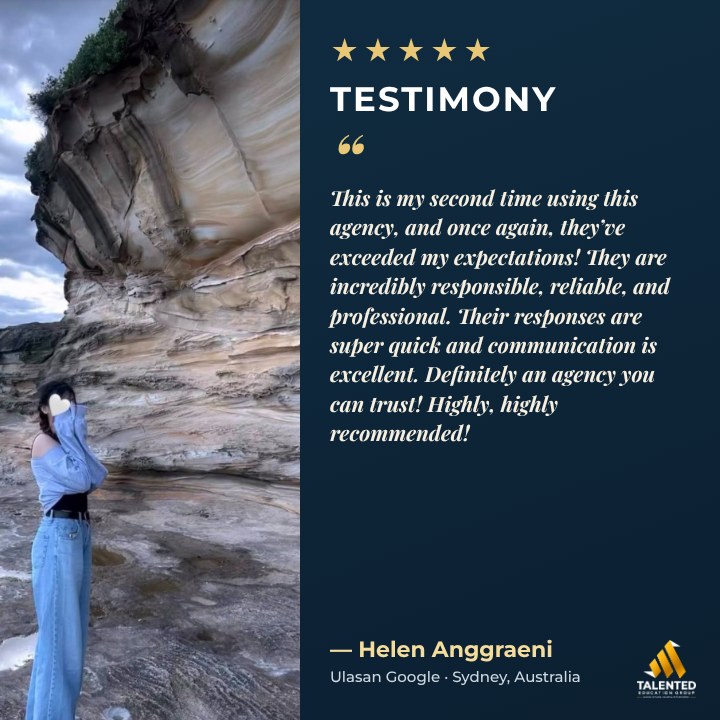 TESTIMONY
“
This is my second time using this
agency, and once again, they’ve
exceeded my expectations! They are
incredibly responsible, reliable, and
professional. Their responses are
super quick and communication is
excellent. Definitely an agency you
can trust! Highly, highly
recommended!
— Helen Anggraeni
Ulasan Google · Sydney, Australia
TALENTED
EDUCATION GROUP